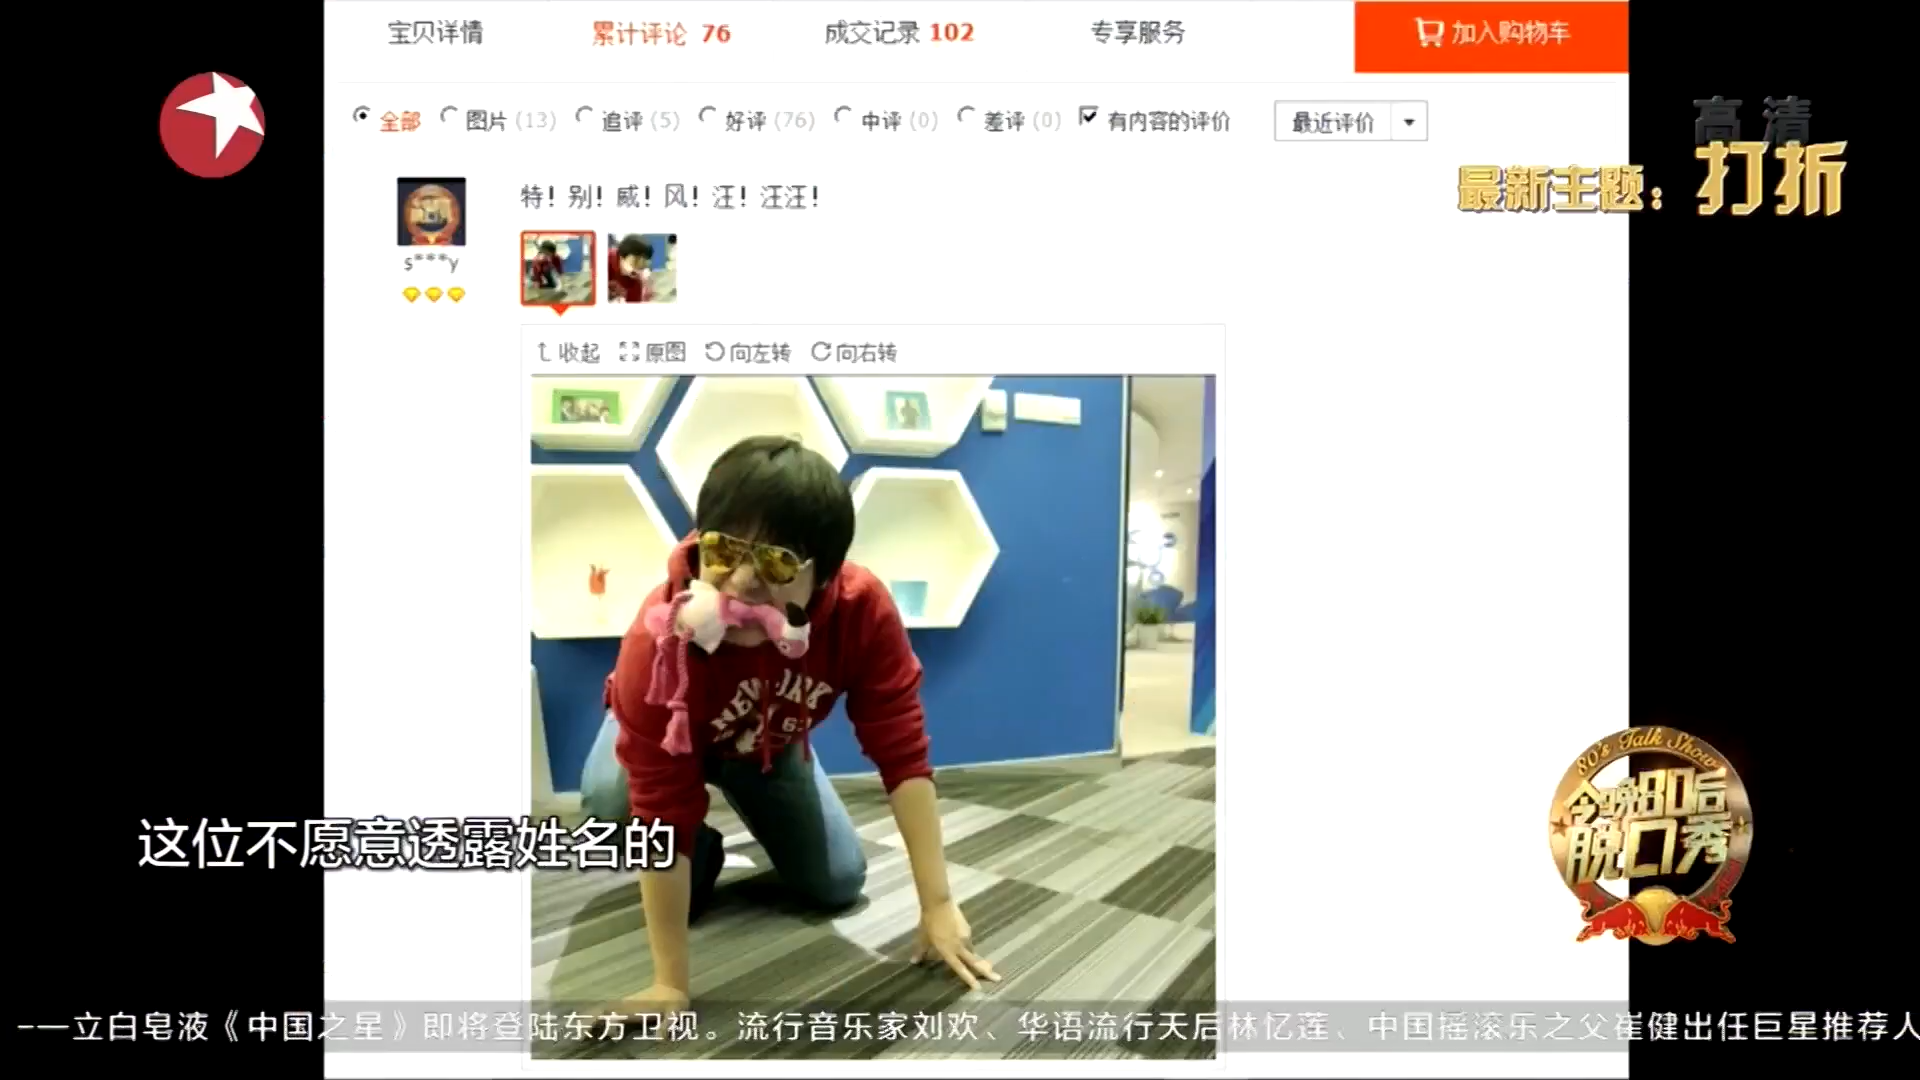 宝贝详情
累计评论 76
成交记录 102
专享服务
加入购物车
全部
图片 (13)
追评 (5)
好评 (76)
中评 (0)
差评 (0)
有内容的评价
最近评价
高清
最新主题：打折
特！别！威！风！汪！汪汪！
s***y
收起
原图
向左转
向右转
NEW YORK
80's Talk Show
今晚80后
脱口秀
这位不愿意透露姓名的
--立白皂液《中国之星》即将登陆东方卫视。流行音乐家刘欢、华语流行天后林忆莲、中国摇滚乐之父崔健出任巨星推荐人